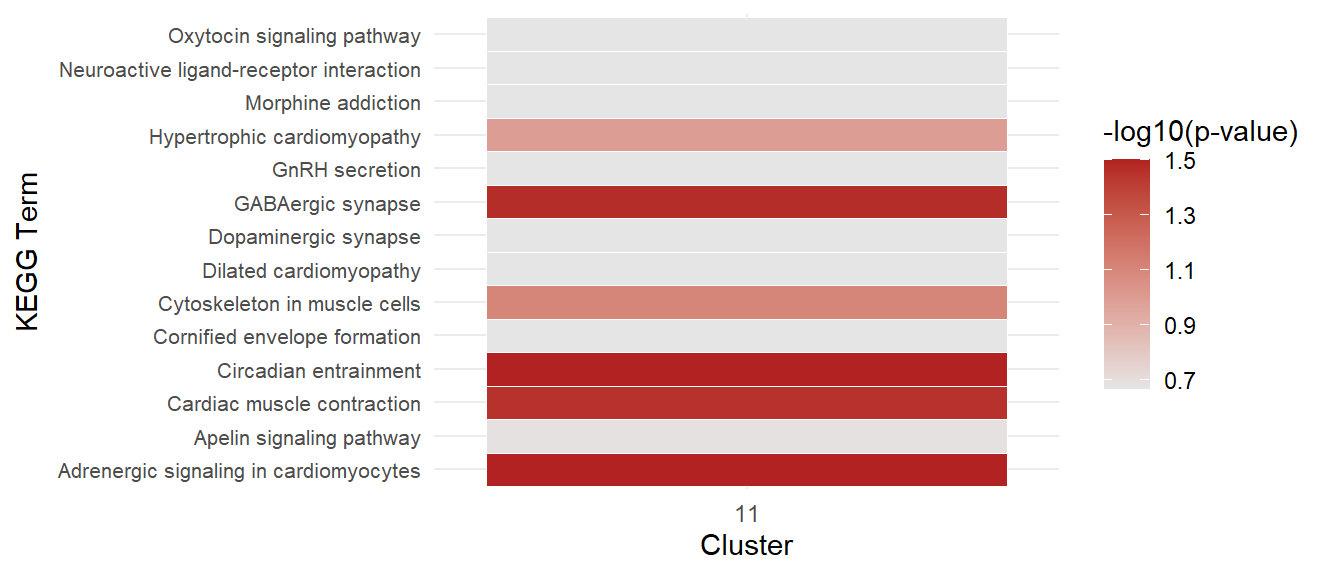 KEGG Term
Oxytocin signaling pathway
Neuroactive ligand-receptor interaction
Morphine addiction
Hypertrophic cardiomyopathy
GnRH secretion
GABAergic synapse
Dopaminergic synapse
Dilated cardiomyopathy
Cytoskeleton in muscle cells
Cornified envelope formation
Circadian entrainment
Cardiac muscle contraction
Apelin signaling pathway
Adrenergic signaling in cardiomyocytes
11
Cluster
-log10(p-value)
1.5
1.3
1.1
0.9
0.7